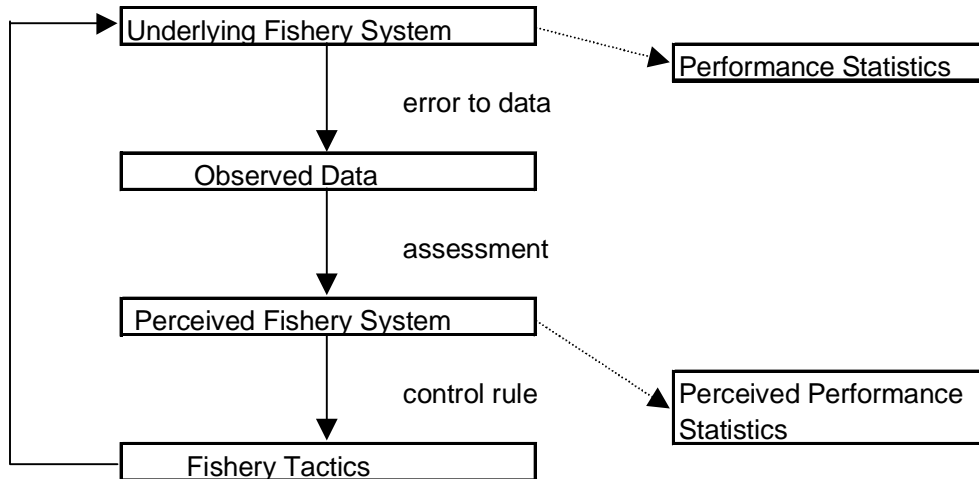 Underlying Fishery System
Performance Statistics
error to data
Observed Data
assessment
Perceived Fishery System
control rule
Perceived Performance
Statistics
Fishery Tactics